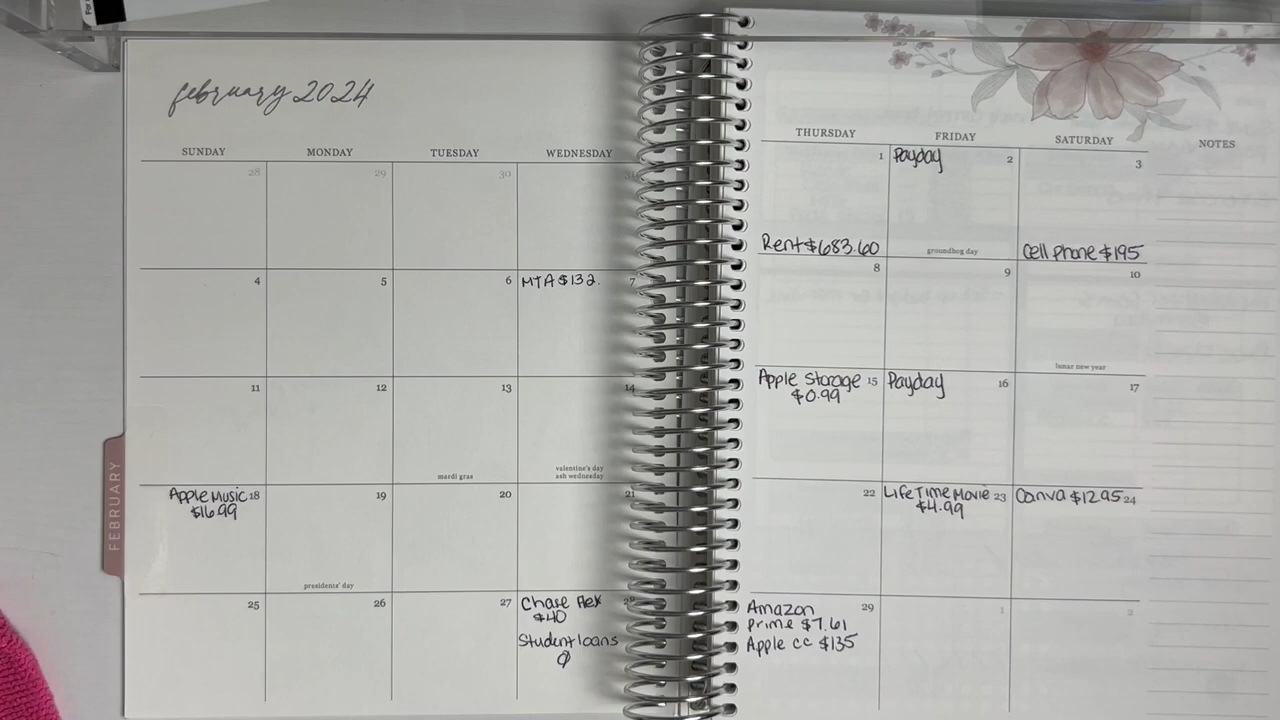 february 2024
SUNDAY MONDAY TUESDAY WEDNESDAY THURSDAY FRIDAY SATURDAY NOTES
28 29 30 31 1 Payday 2 3
Rent $683.60 groundhog day Cell phone $195
4 5 6 MTA $132. 7 8 9 10
lunar new year
11 12 13 14 Apple Storage 15 Payday 16 17
$0.99
mardi gras valentine's day
ash wednesday
Apple Music 18 19 20 21 22 LifeTime Movie 23 Canva $12.95 24
$16.99 $4.99
presidents' day
25 26 27 Chase Flex 28 Amazon 29 1 2
$40 prime $7.61
Student loans Apple cc $135
0
FEBRUARY